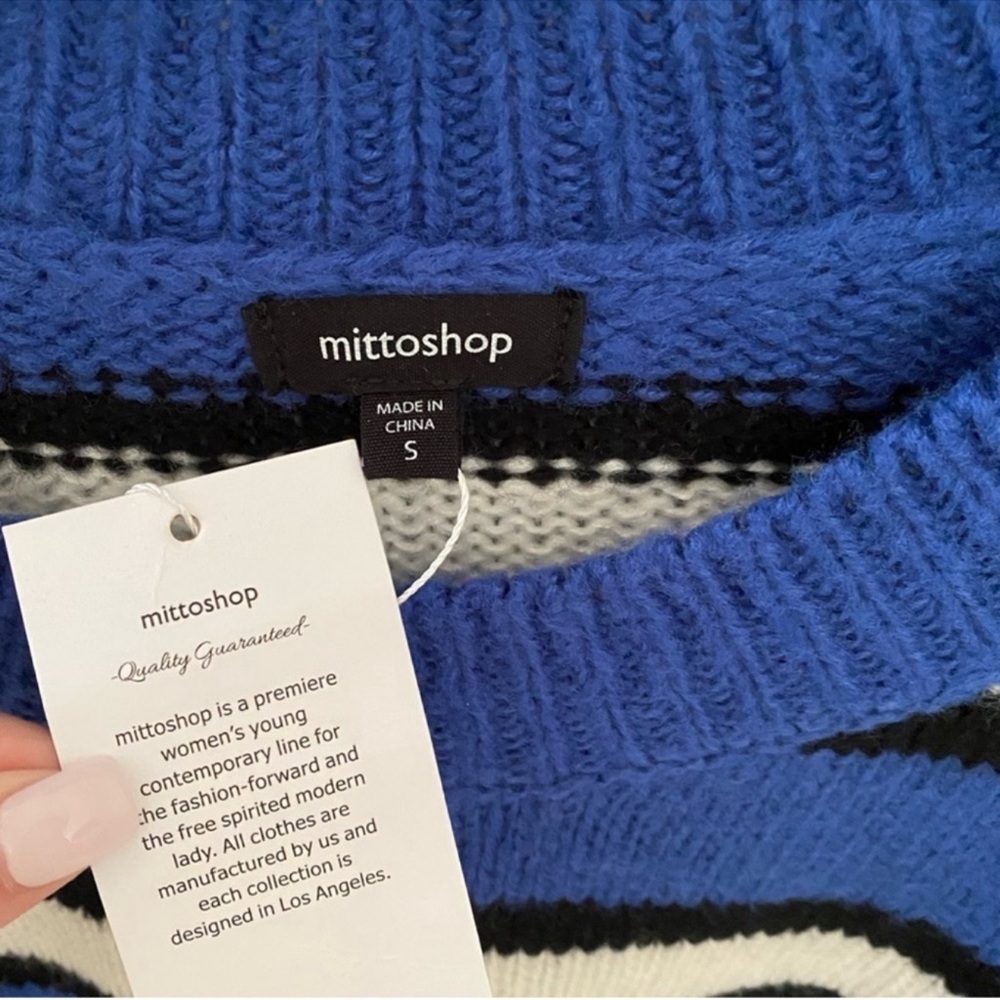 mittoshop
MADE IN
CHINA
S
mittoshop
-Quality Guaranteed-
mittoshop is a premiere
women's young
contemporary line for
the fashion-forward and
the free spirited modern
lady. All clothes are
manufactured by us and
each collection is
designed in Los Angeles.